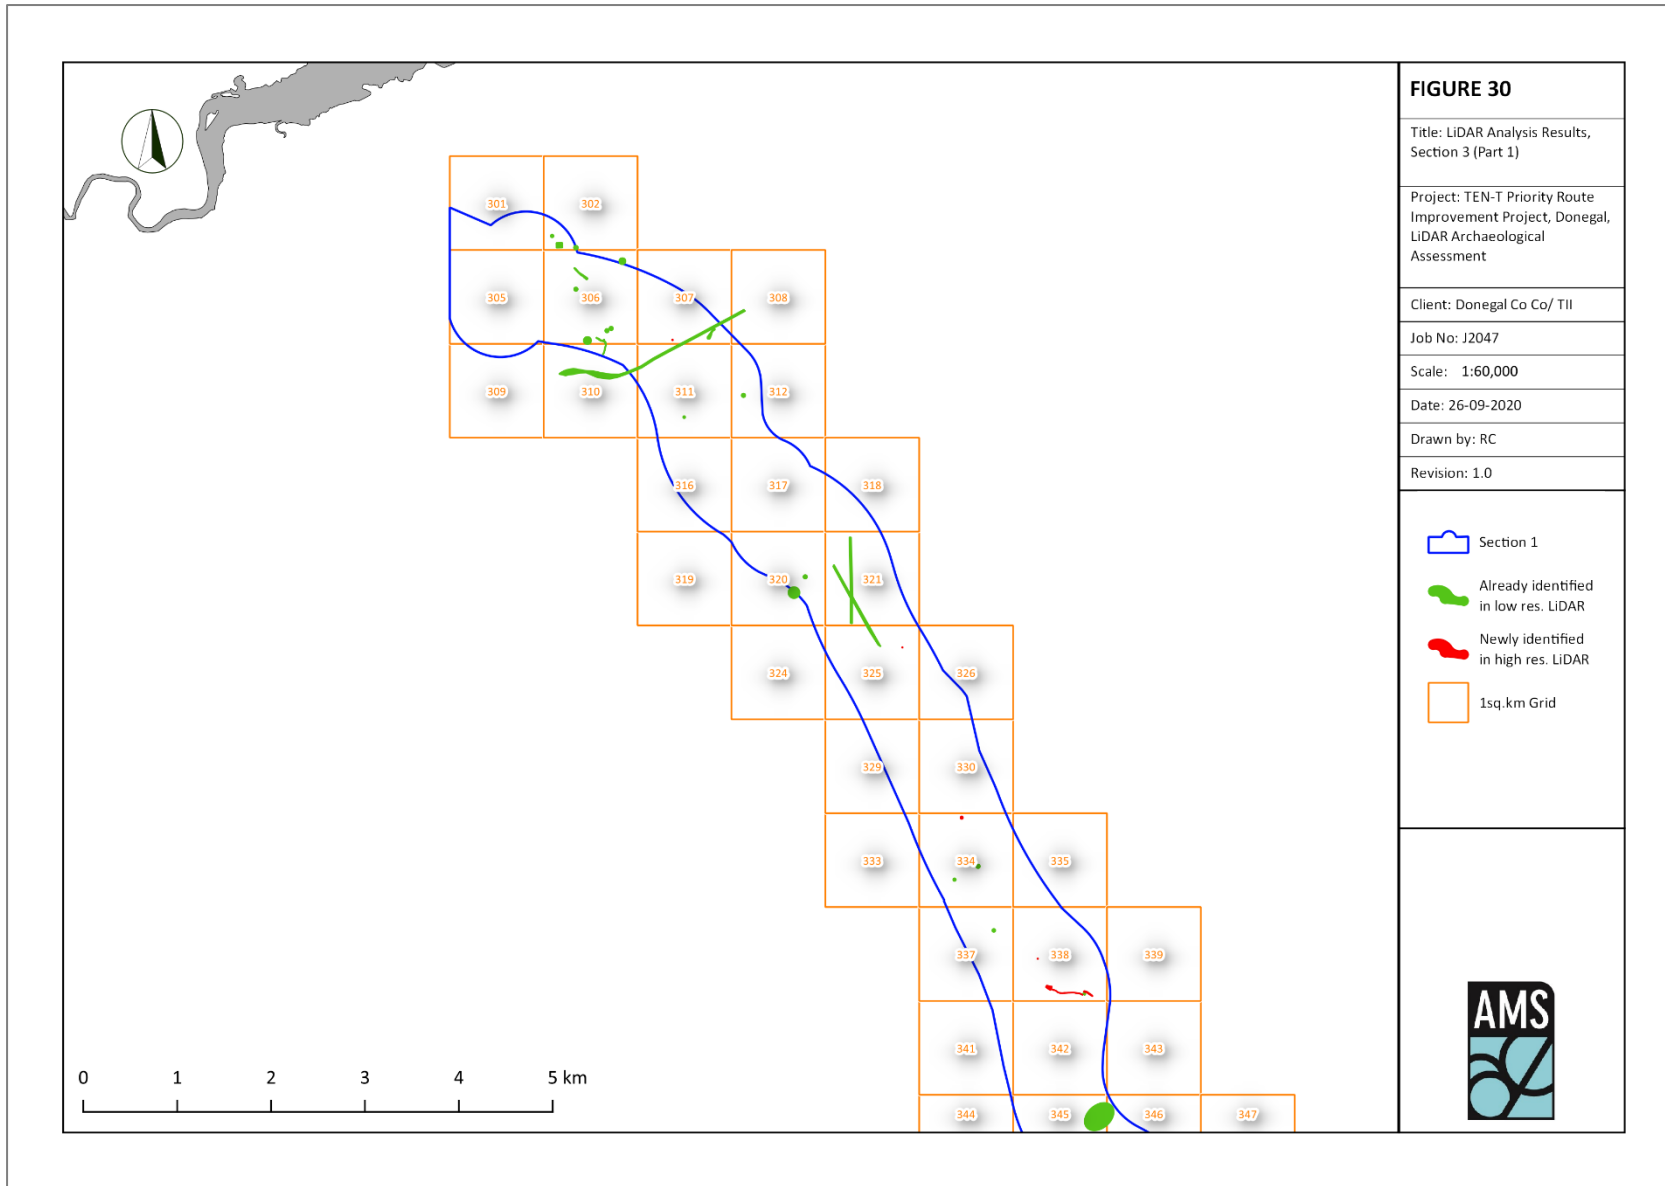 FIGURE 30
Title: LiDAR Analysis Results,
Section 3 (Part 1)
Project: TEN-T Priority Route
Improvement Project, Donegal,
LiDAR Archaeological
Assessment
Client: Donegal Co Co/ TII
Job No: J2047
Scale: 1:60,000
Date: 26-09-2020
Drawn by: RC
Revision: 1.0
Section 1
Already identified
in low res. LiDAR
Newly identified
in high res. LiDAR
1sq.km Grid
AMS
301 302
305 306 307 308
309 310 311 312
316 317 318
319 320 321
324 325 326
329 330
333 334 335
337 338 339
341 342 343
344 345 346 347
0 1 2 3 4 5 km